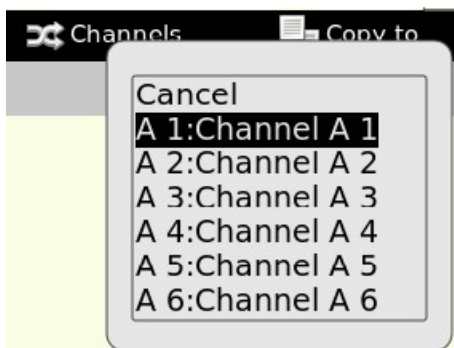 Channels Copy to
Cancel
A 1:Channel A 1
A 2:Channel A 2
A 3:Channel A 3
A 4:Channel A 4
A 5:Channel A 5
A 6:Channel A 6